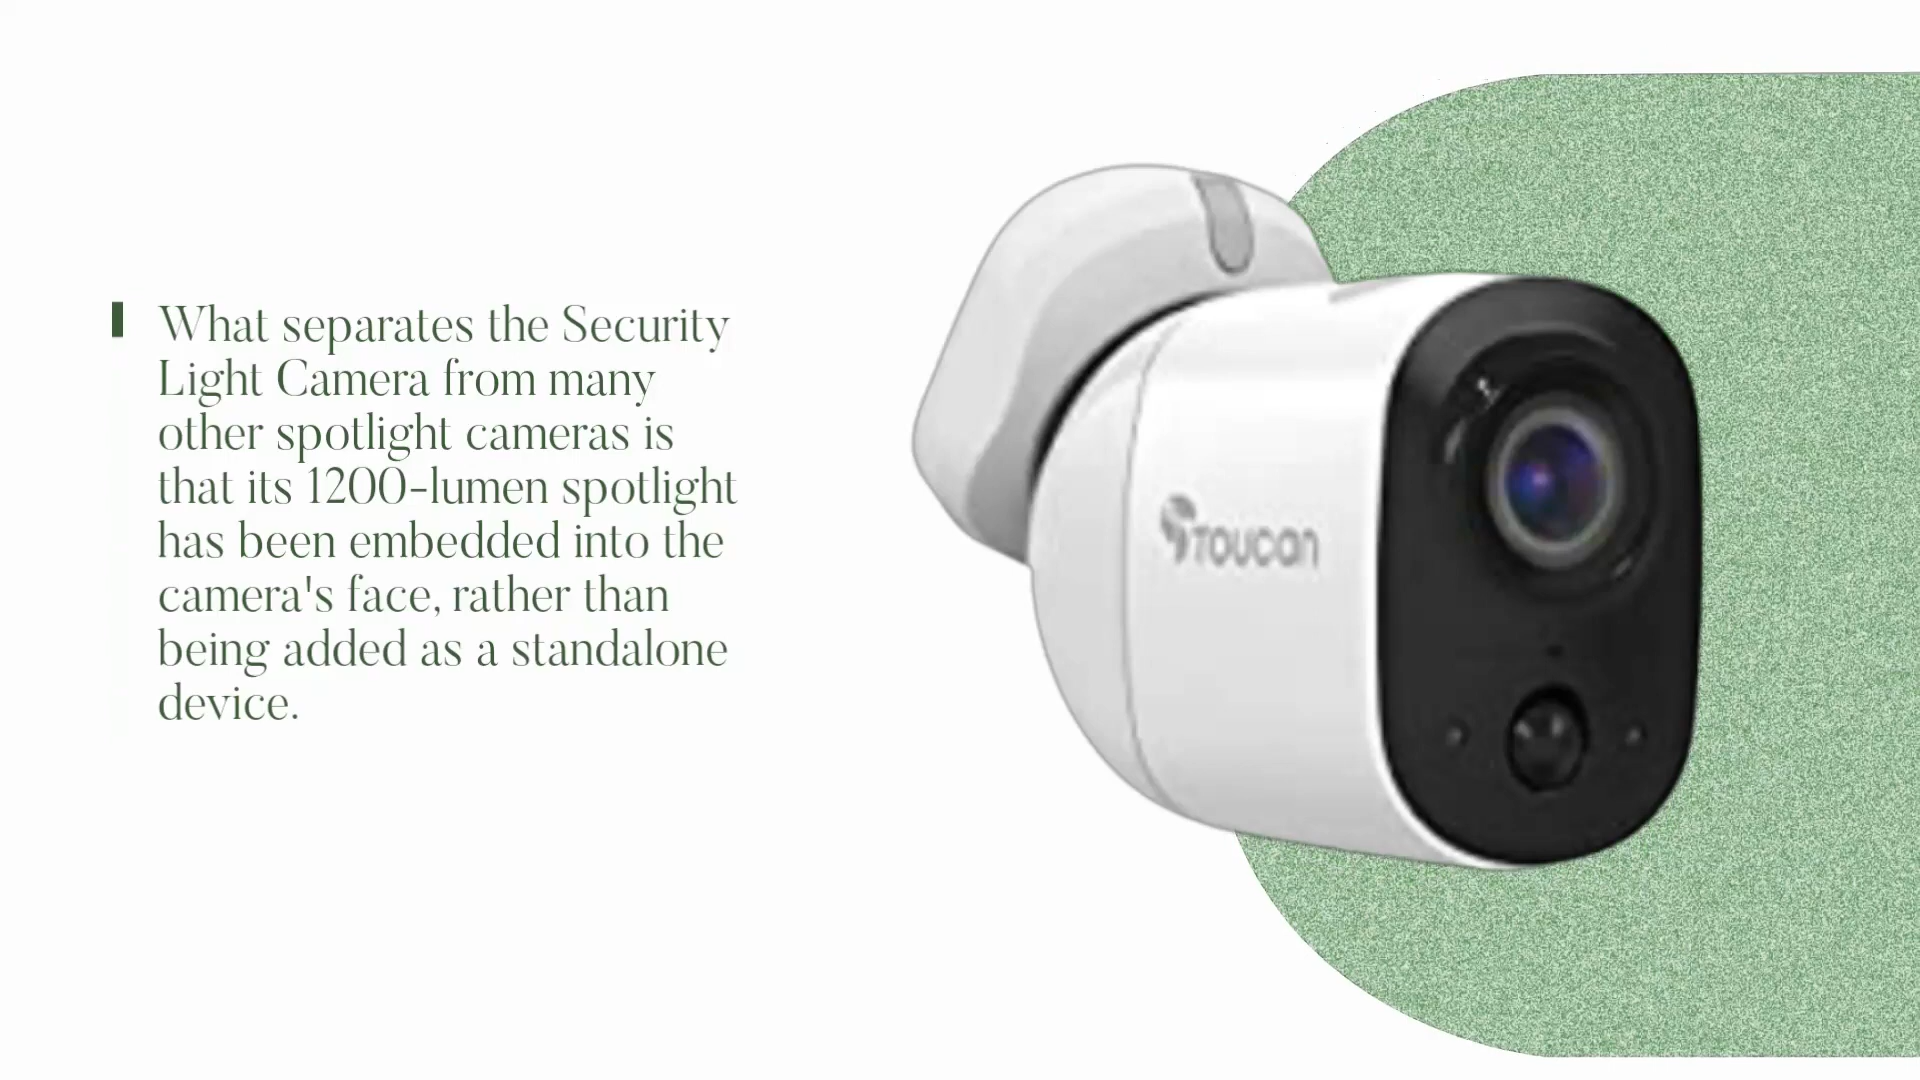 What separates the Security
Light Camera from many
other spotlight cameras is
that its 1200-lumen spotlight
has been embedded into the
camera's face, rather than
being added as a standalone
device.
TOUCAN